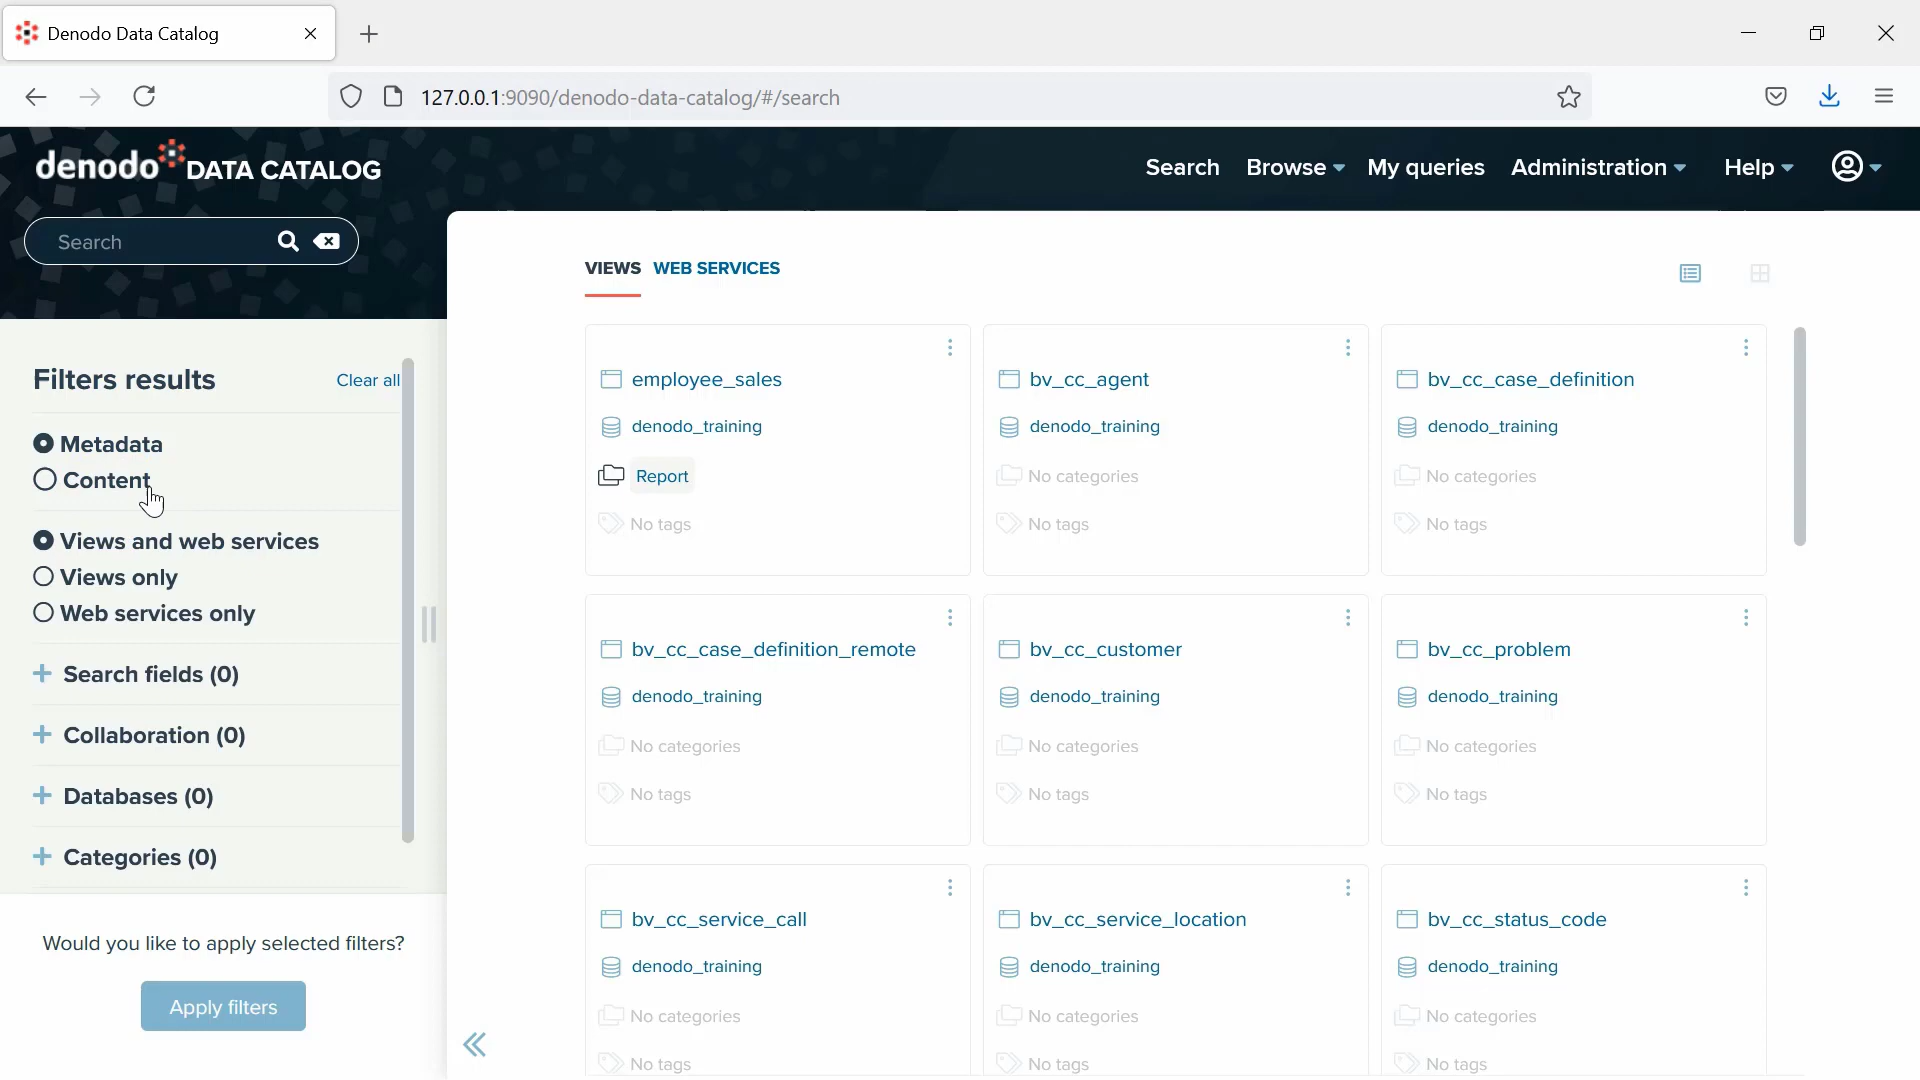 Denodo Data Catalog
127.0.0.1:9090/denodo-data-catalog/#/search
denodo DATA CATALOG
Search Browse My queries Administration Help
Search
VIEWS WEB SERVICES
Filters results Clear all
Metadata
Content
Views and web services
Views only
Web services only
+ Search fields (0)
+ Collaboration (0)
+ Databases (0)
+ Categories (0)
Would you like to apply selected filters?
Apply filters
employee_sales
denodo_training
Report
No tags
bv_cc_agent
denodo_training
No categories
No tags
bv_cc_case_definition
denodo_training
No categories
No tags
bv_cc_case_definition_remote
denodo_training
No categories
No tags
bv_cc_customer
denodo_training
No categories
No tags
bv_cc_problem
denodo_training
No categories
No tags
bv_cc_service_call
denodo_training
No categories
No tags
bv_cc_service_location
denodo_training
No categories
No tags
bv_cc_status_code
denodo_training
No categories
No tags